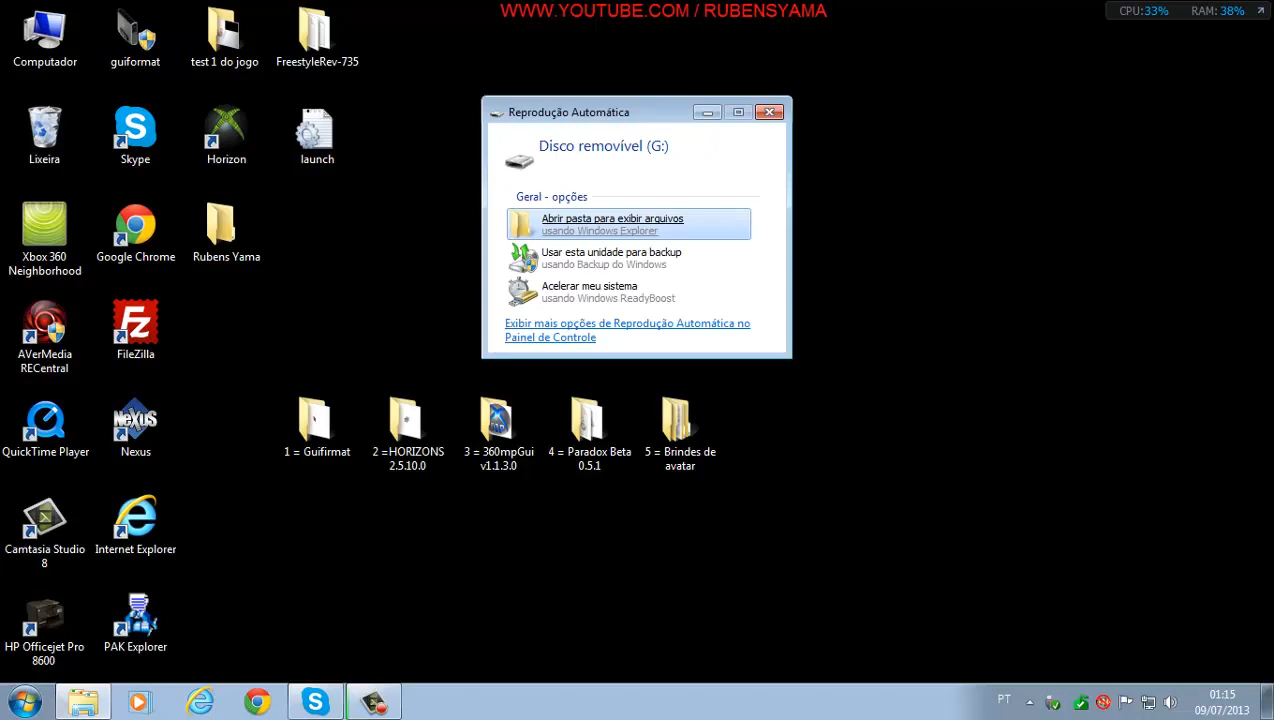 WWW.YOUTUBE.COM / RUBENSYAMA
CPU:33% RAM: 38%
Computador
guiformat
test 1 do jogo
FreestyleRev-735
Lixeira
Skype
Horizon
launch
Xbox 360
Neighborhood
Google Chrome
Rubens Yama
AVerMedia
RECentral
FileZilla
QuickTime Player
Nexus
Camtasia Studio
8
Internet Explorer
HP Officejet Pro
8600
PAK Explorer
Reprodução Automática
Disco removível (G:)
Geral - opções
Abrir pasta para exibir arquivos
usando Windows Explorer
Usar esta unidade para backup
usando Backup do Windows
Acelerar meu sistema
usando Windows ReadyBoost
Exibir mais opções de Reprodução Automática no
Painel de Controle
1 = Guifirmat
2 =HORIZONS
2.5.10.0
3 = 360mpGui
v1.1.3.0
4 = Paradox Beta
0.5.1
5 = Brindes de
avatar
PT
01:15
09/07/2013